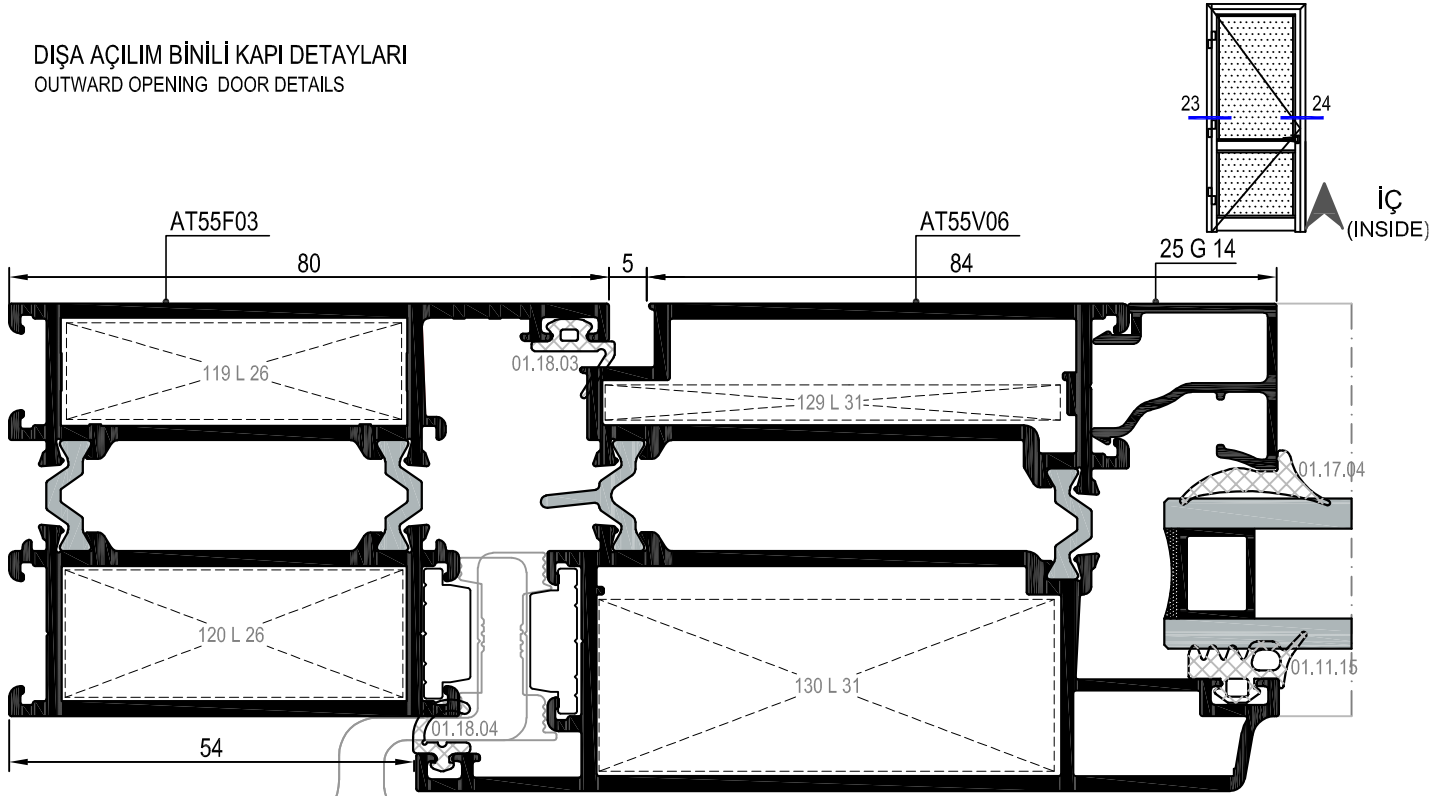 DIŞA AÇILIM BİNİLİ KAPI DETAYLARI
OUTWARD OPENING DOOR DETAILS
23
24
İÇ
(INSIDE)
AT55F03
AT55V06
25 G 14
80
5
84
119 L 26
01.18.03
129 L 31
01.17.04
120 L 26
130 L 31
01.11.15
01.18.04
54